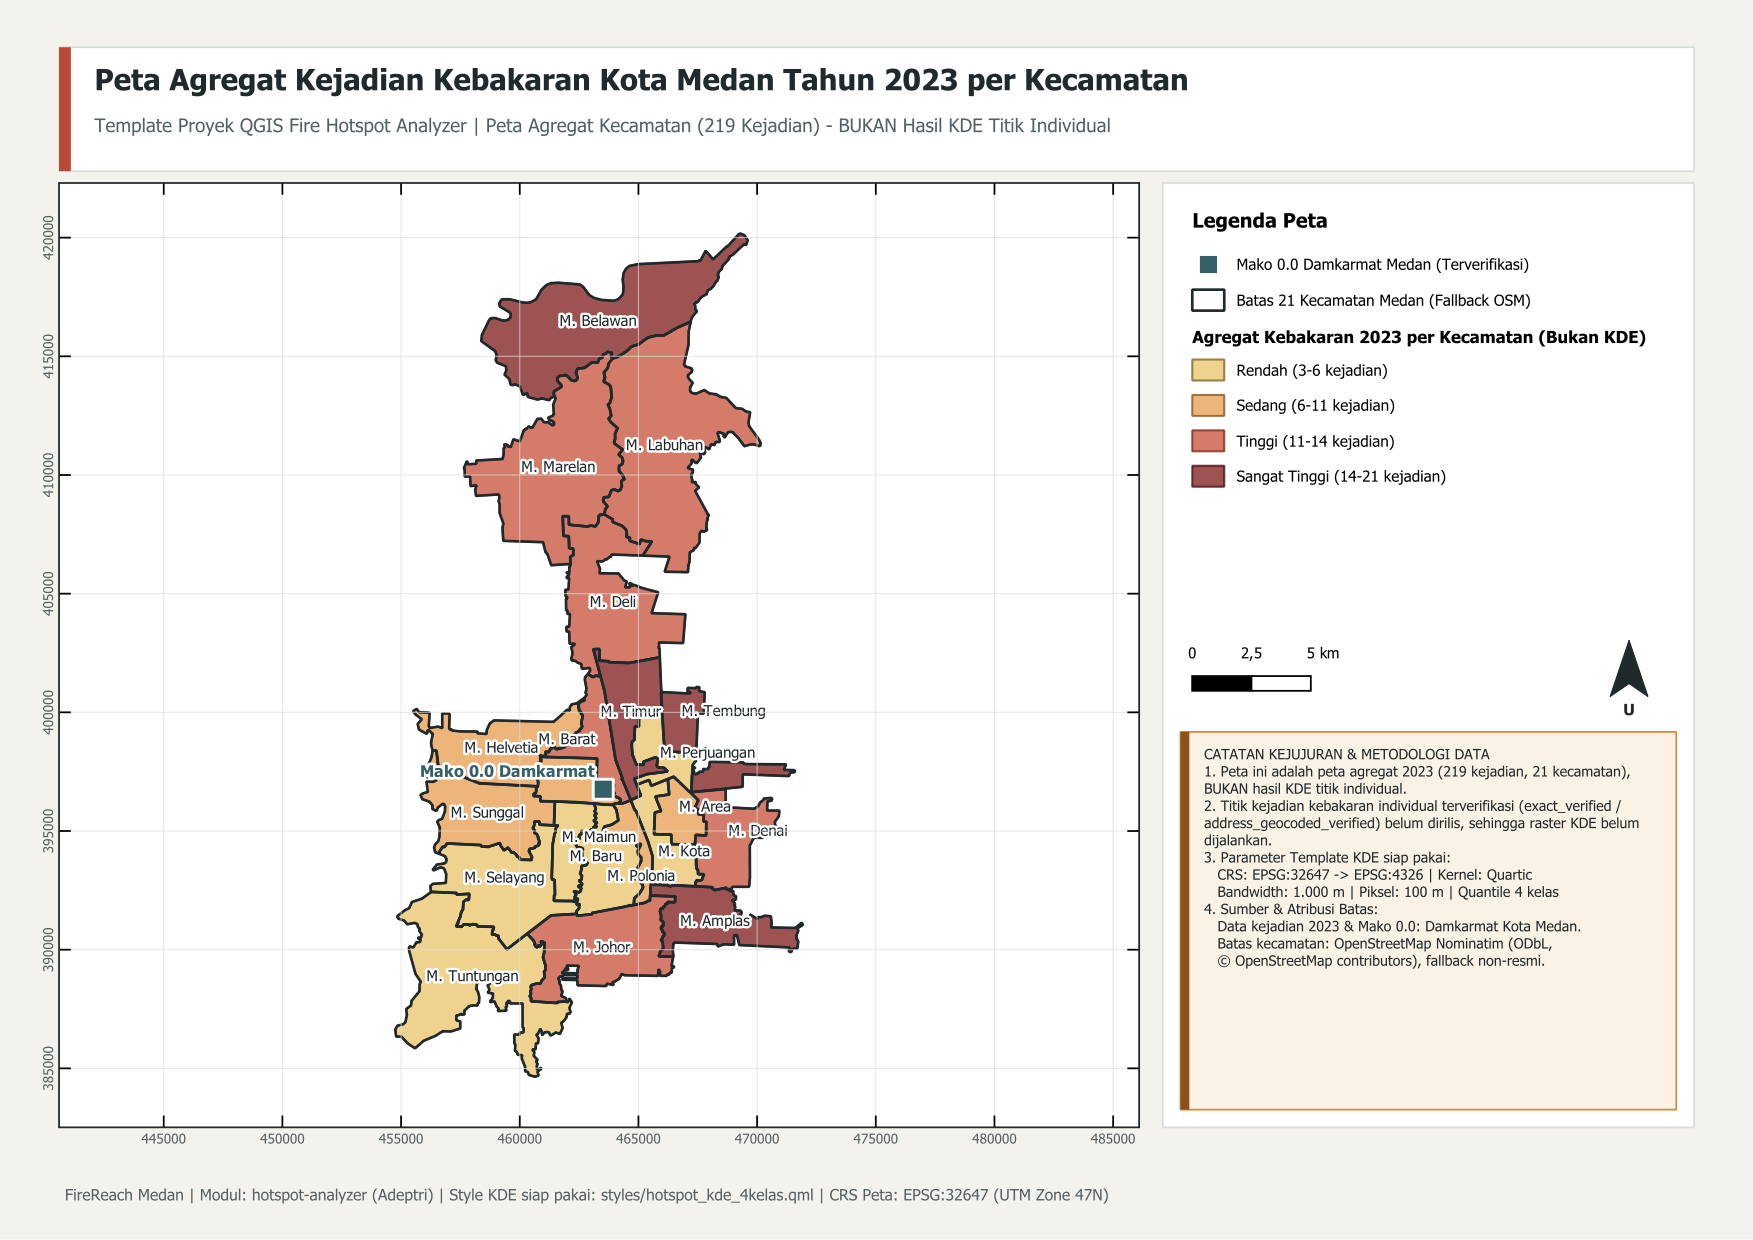 Peta Agregat Kejadian Kebakaran Kota Medan Tahun 2023 per Kecamatan
Template Proyek QGIS Fire Hotspot Analyzer | Peta Agregat Kecamatan (219 Kejadian) - BUKAN Hasil KDE Titik Individual
420000
415000
410000
405000
400000
395000
390000
385000
M. Belawan
M. Labuhan
M. Marelan
M. Deli
M. Timur
M. Tembung
M. Barat
M. Helvetia
M. Perjuangan
Mako 0.0 Damkarmat
M. Area
M. Sunggal
M. Denai
M. Maimun
M. Kota
M. Baru
M. Polonia
M. Selayang
M. Amplas
M. Johor
M. Tuntungan
445000
450000
455000
460000
465000
470000
475000
480000
485000
Legenda Peta
Mako 0.0 Damkarmat Medan (Terverifikasi)
Batas 21 Kecamatan Medan (Fallback OSM)
Agregat Kebakaran 2023 per Kecamatan (Bukan KDE)
Rendah (3-6 kejadian)
Sedang (6-11 kejadian)
Tinggi (11-14 kejadian)
Sangat Tinggi (14-21 kejadian)
0 2,5 5 km
U
CATATAN KEJUJURAN & METODOLOGI DATA
1. Peta ini adalah peta agregat 2023 (219 kejadian, 21 kecamatan),
BUKAN hasil KDE titik individual.
2. Titik kejadian kebakaran individual terverifikasi (exact_verified /
address_geocoded_verified) belum dirilis, sehingga raster KDE belum
dijalankan.
3. Parameter Template KDE siap pakai:
CRS: EPSG:32647 -> EPSG:4326 | Kernel: Quartic
Bandwidth: 1.000 m | Piksel: 100 m | Quantile 4 kelas
4. Sumber & Atribusi Batas:
Data kejadian 2023 & Mako 0.0: Damkarmat Kota Medan.
Batas kecamatan: OpenStreetMap Nominatim (ODbL,
© OpenStreetMap contributors), fallback non-resmi.
FireReach Medan | Modul: hotspot-analyzer (Adeptri) | Style KDE siap pakai: styles/hotspot_kde_4kelas.qml | CRS Peta: EPSG:32647 (UTM Zone 47N)